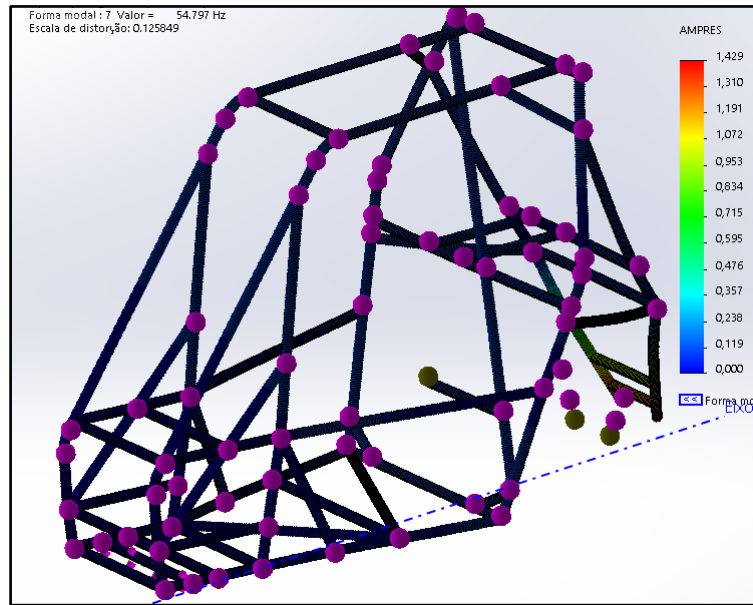 Forma modal : 7 Valor = 54.797 Hz
Escala de distorção: 0.125849
AMPRES
1,429
1,310
1,191
1,072
0,953
0,834
0,715
0,595
0,476
0,357
0,238
0,119
0,000
Forma mo
EIXO